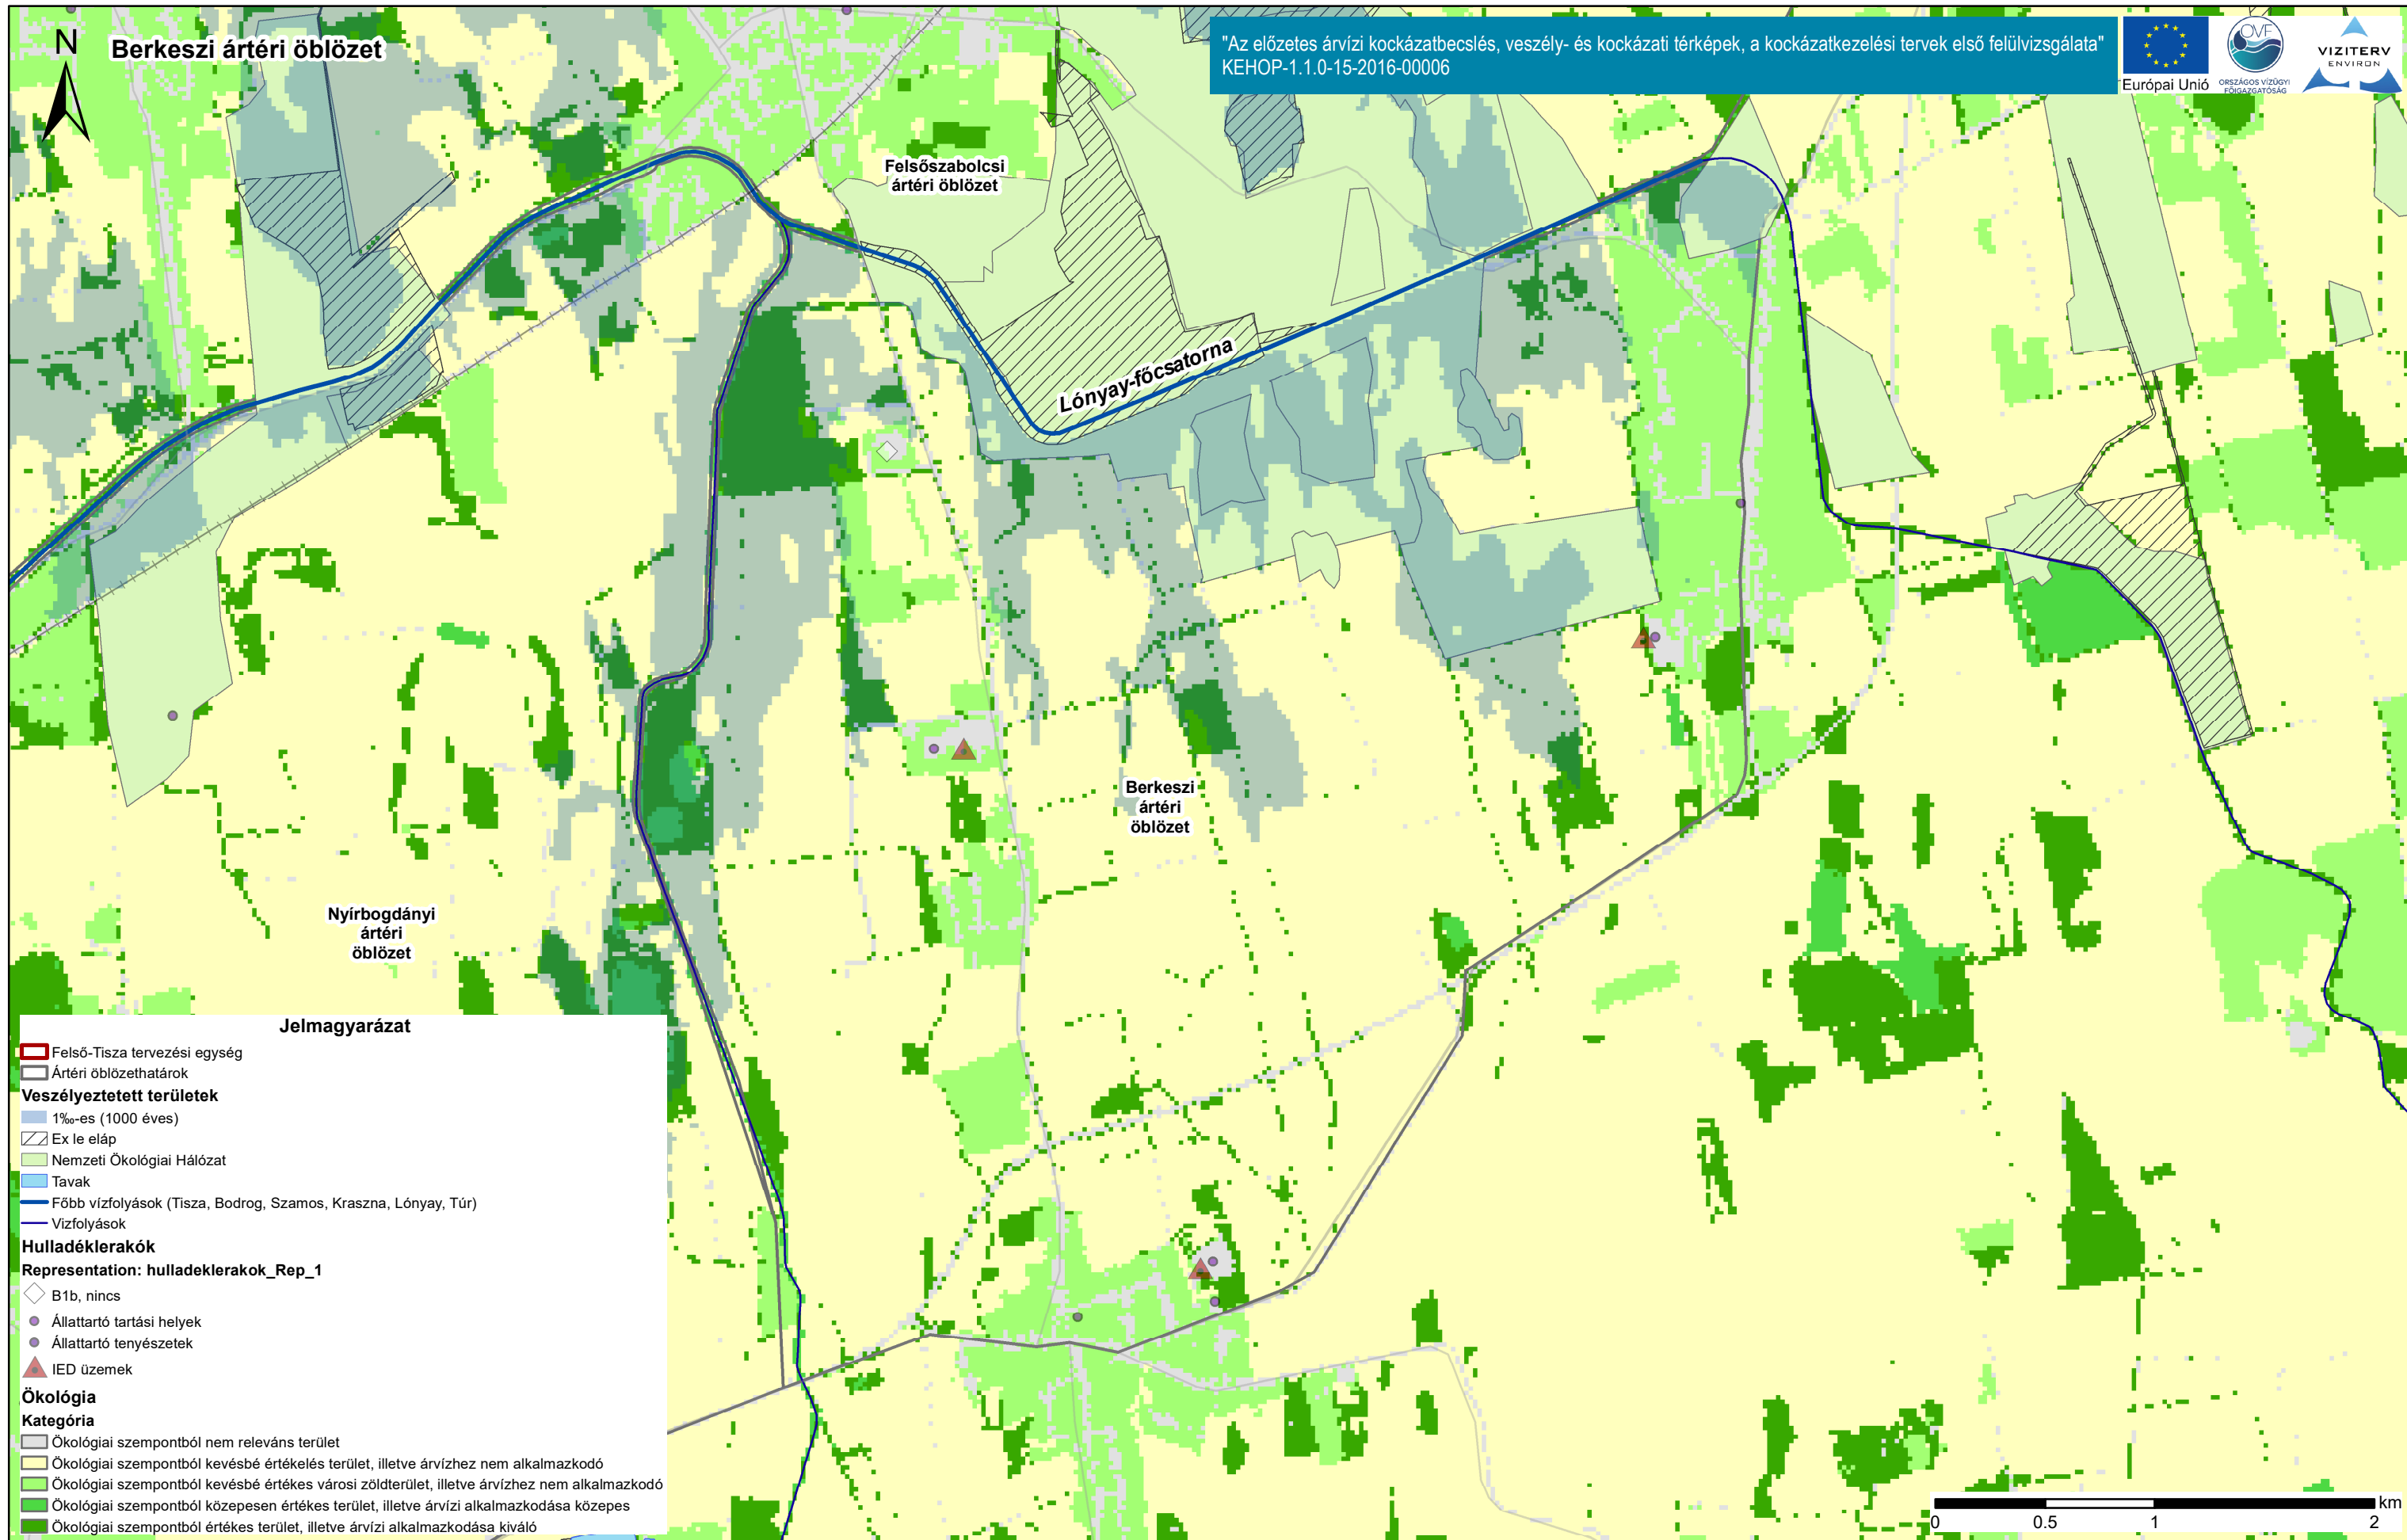 N
Berkeszi ártéri öblözet
"Az előzetes árvízi kockázatbecslés, veszély- és kockázati térképek, a kockázatkezelési tervek első felülvizsgálata"
KEHOP-1.1.0-15-2016-00006
Európai Unió
OVF
ORSZÁGOS VÍZÜGYI
FŐIGAZGATÓSÁG
VIZITERV
ENVIRON
Felsőszabolcsi
ártéri öblözet
Lónyay-főcsatorna
Berkeszi
ártéri
öblözet
Nyírbogdányi
ártéri
öblözet
Jelmagyarázat
Felső-Tisza tervezési egység
Ártéri öblözethatárok
Veszélyeztetett területek
1‰-es (1000 éves)
Ex le eláp
Nemzeti Ökológiai Hálózat
Tavak
Főbb vízfolyások (Tisza, Bodrog, Szamos, Kraszna, Lónyay, Túr)
Vizfolyások
Hulladéklerakók
Representation: hulladeklerakok_Rep_1
B1b, nincs
Állattartó tartási helyek
Állattartó tenyészetek
IED üzemek
Ökológia
Kategória
Ökológiai szempontból nem releváns terület
Ökológiai szempontból kevésbé értékelés terület, illetve árvízhez nem alkalmazkodó
Ökológiai szempontból kevésbé értékes városi zöldterület, illetve árvízhez nem alkalmazkodó
Ökológiai szempontból közepesen értékes terület, illetve árvízi alkalmazkodása közepes
Ökológiai szempontból értékes terület, illetve árvízi alkalmazkodása kiváló
km
0 0.5 1 2